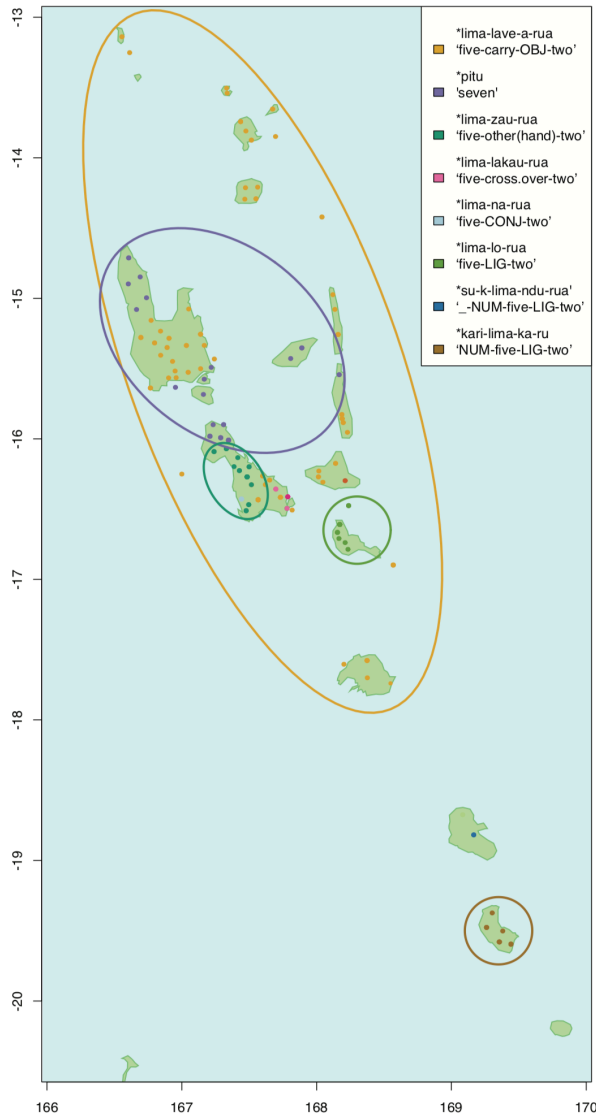 -13
-14
-15
-16
-17
-18
-19
-20
166
167
168
169
170
*lima-lave-a-rua
‘five-carry-OBJ-two’
*pitu
'seven'
*lima-zau-rua
‘five-other(hand)-two’
*lima-lakau-rua
‘five-cross.over-two’
*lima-na-rua
‘five-CONJ-two’
*lima-lo-rua
‘five-LIG-two’
*su-k-lima-ndu-rua'
‘_-NUM-five-LIG-two’
*kari-lima-ka-ru
‘NUM-five-LIG-two’